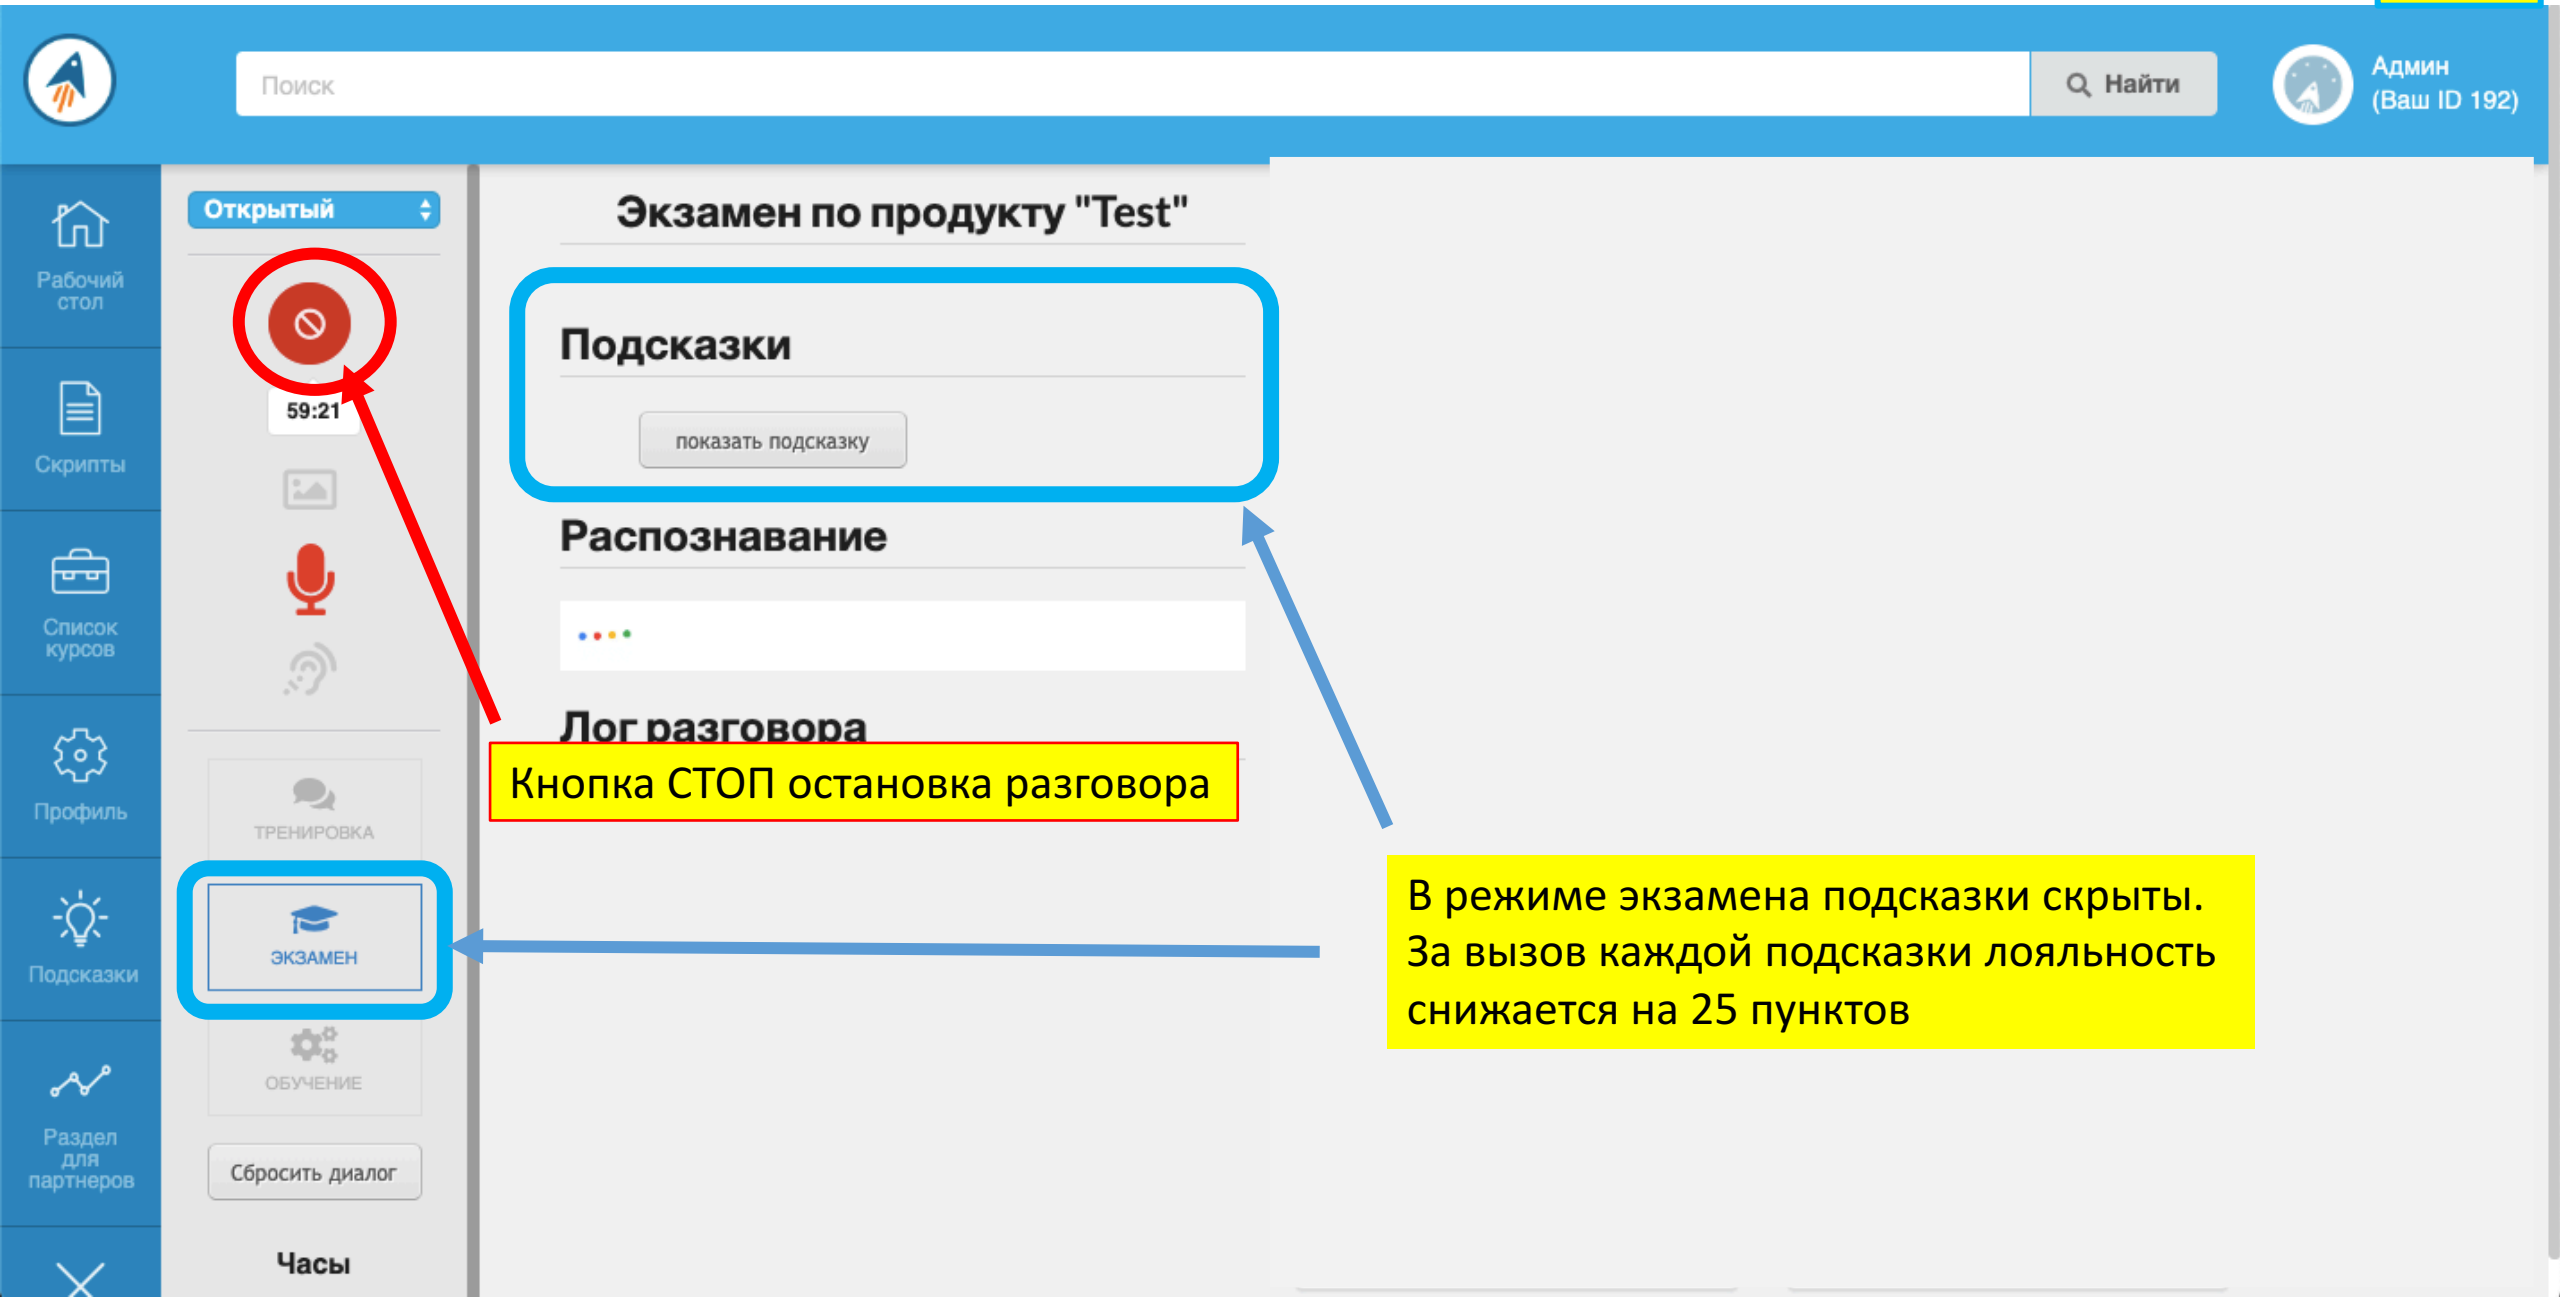 Поиск
Найти
Админ
(Ваш ID 192)
Рабочий
стол
Скрипты
Список
курсов
Профиль
Подсказки
Раздел
для
партнеров
Открытый
59:21
ТРЕНИРОВКА
ЭКЗАМЕН
ОБУЧЕНИЕ
Сбросить диалог
Часы
Экзамен по продукту "Test"
Подсказки
показать подсказку
Распознавание
Лог разговора
Кнопка СТОП остановка разговора
В режиме экзамена подсказки скрыты.
За вызов каждой подсказки лояльность
снижается на 25 пунктов